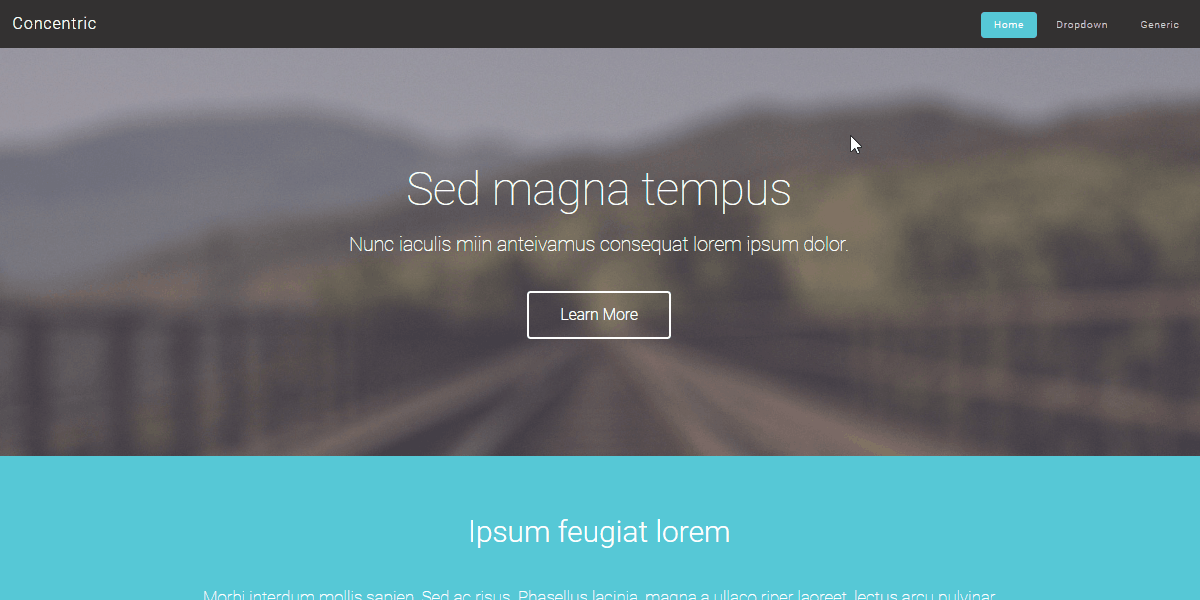 Concentric
Home Dropdown Generic
Sed magna tempus
Nunc iaculis miin anteivamus consequat lorem ipsum dolor.
Learn More
Ipsum feugiat lorem
Morbi interdum mollis sapien. Sed ac risus. Phasellus lacinia, magna a ullaco riper laoreet, lectus arcu pulvinar